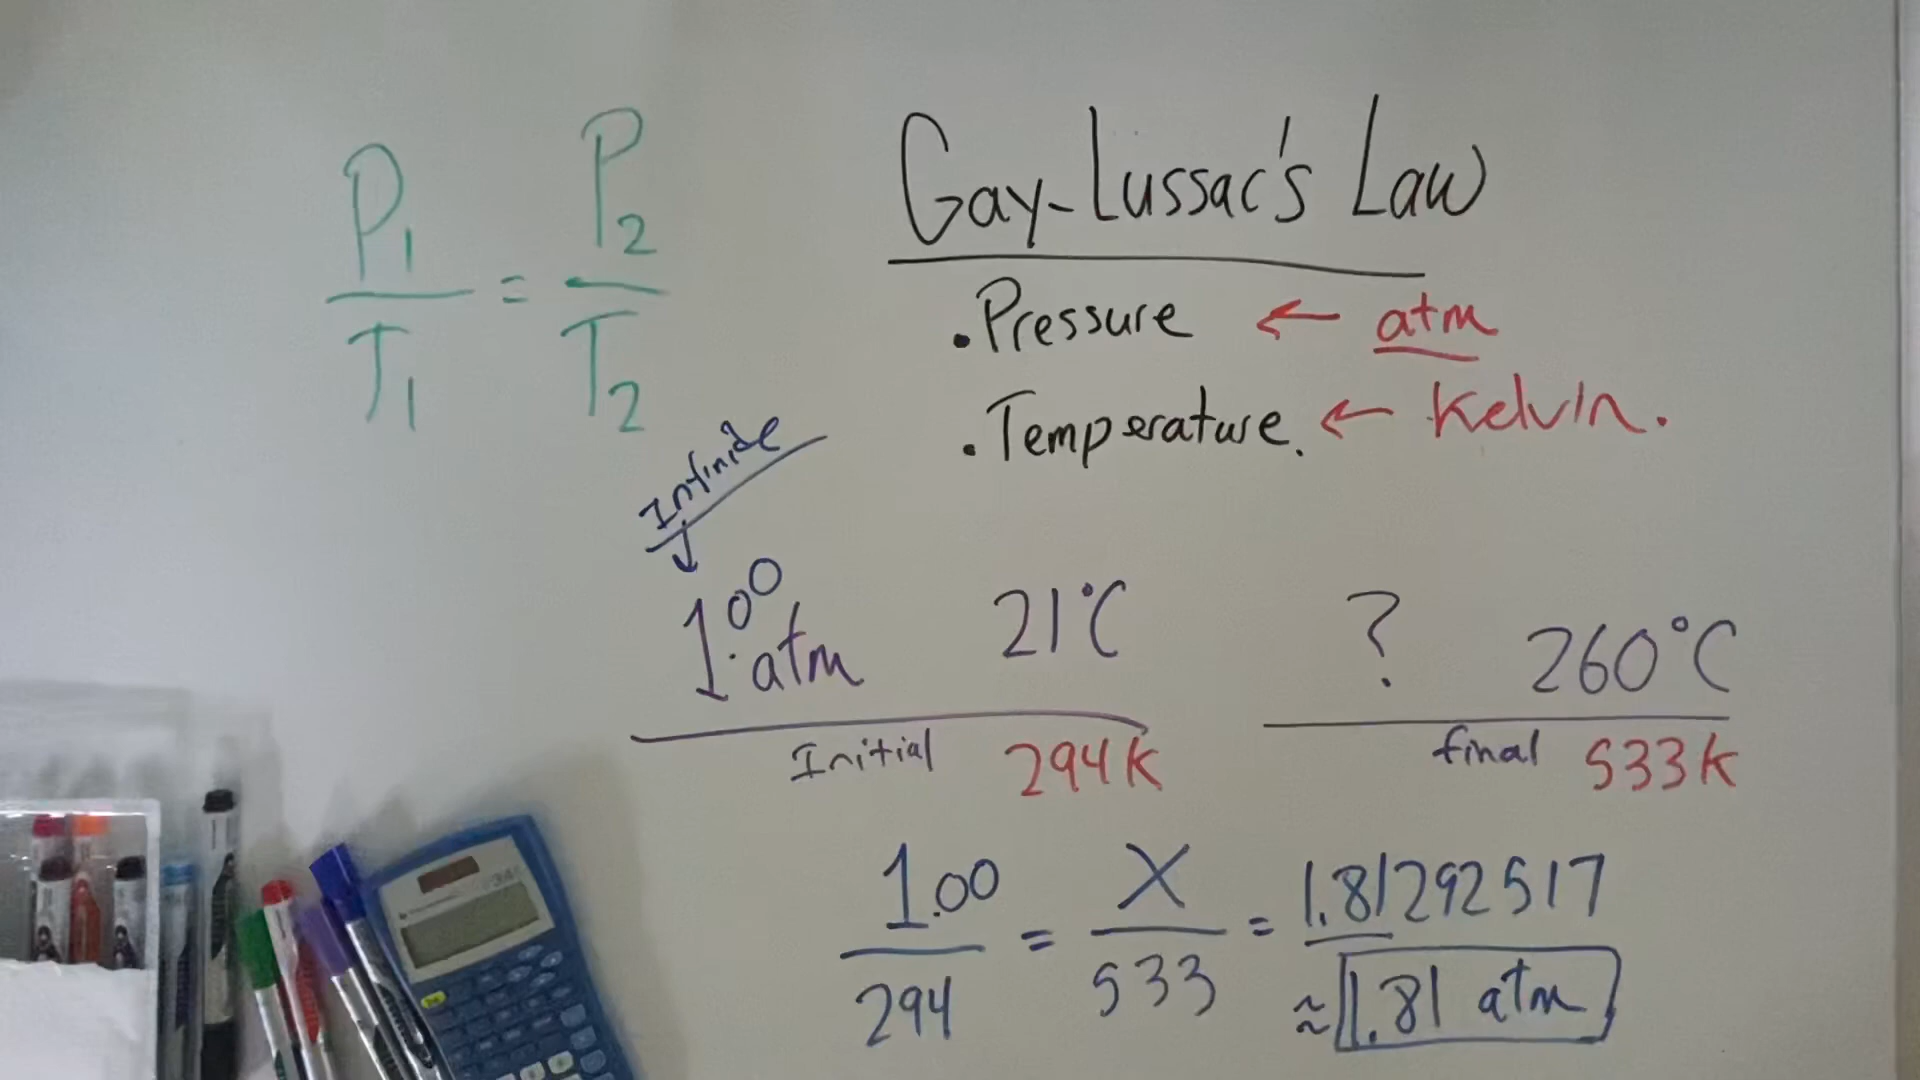 P₁/T₁ = P₂/T₂
Gay-Lussac's Law
• Pressure ← atm
• Temperature. ← Kelvin.
Infinide
1.00 atm 21°C ? 260°C
Initial 294K final 533K
1.00/294 = X/533 = 1.81292517
≈ 1.81 atm